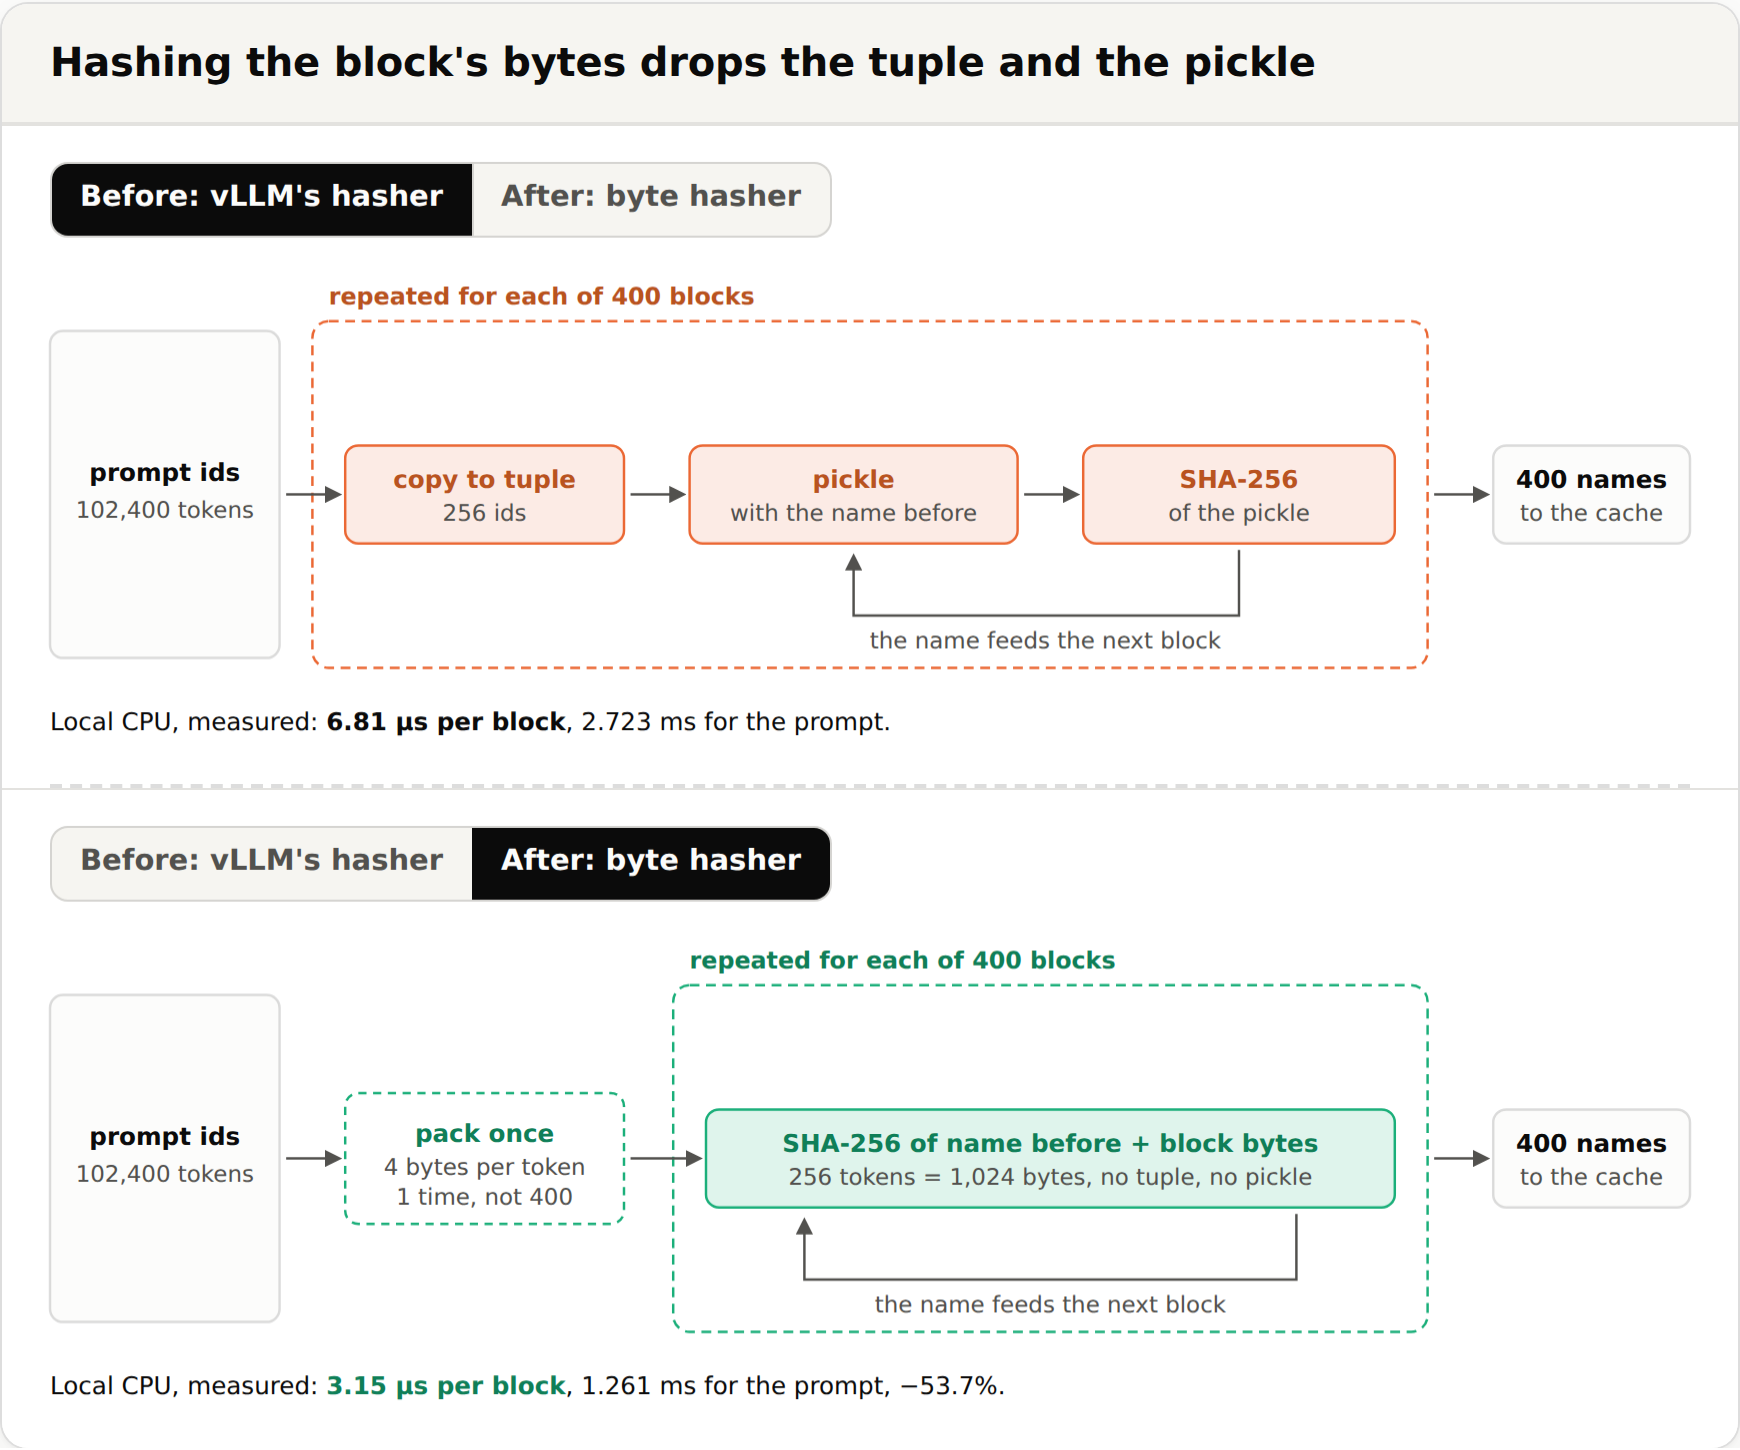 Hashing the block's bytes drops the tuple and the pickle
Before: vLLM's hasher
After: byte hasher
repeated for each of 400 blocks
prompt ids
102,400 tokens
copy to tuple
256 ids
pickle
with the name before
SHA-256
of the pickle
400 names
to the cache
the name feeds the next block
Local CPU, measured: 6.81 µs per block, 2.723 ms for the prompt.
Before: vLLM's hasher
After: byte hasher
repeated for each of 400 blocks
prompt ids
102,400 tokens
pack once
4 bytes per token
1 time, not 400
SHA-256 of name before + block bytes
256 tokens = 1,024 bytes, no tuple, no pickle
400 names
to the cache
the name feeds the next block
Local CPU, measured: 3.15 µs per block, 1.261 ms for the prompt, −53.7%.